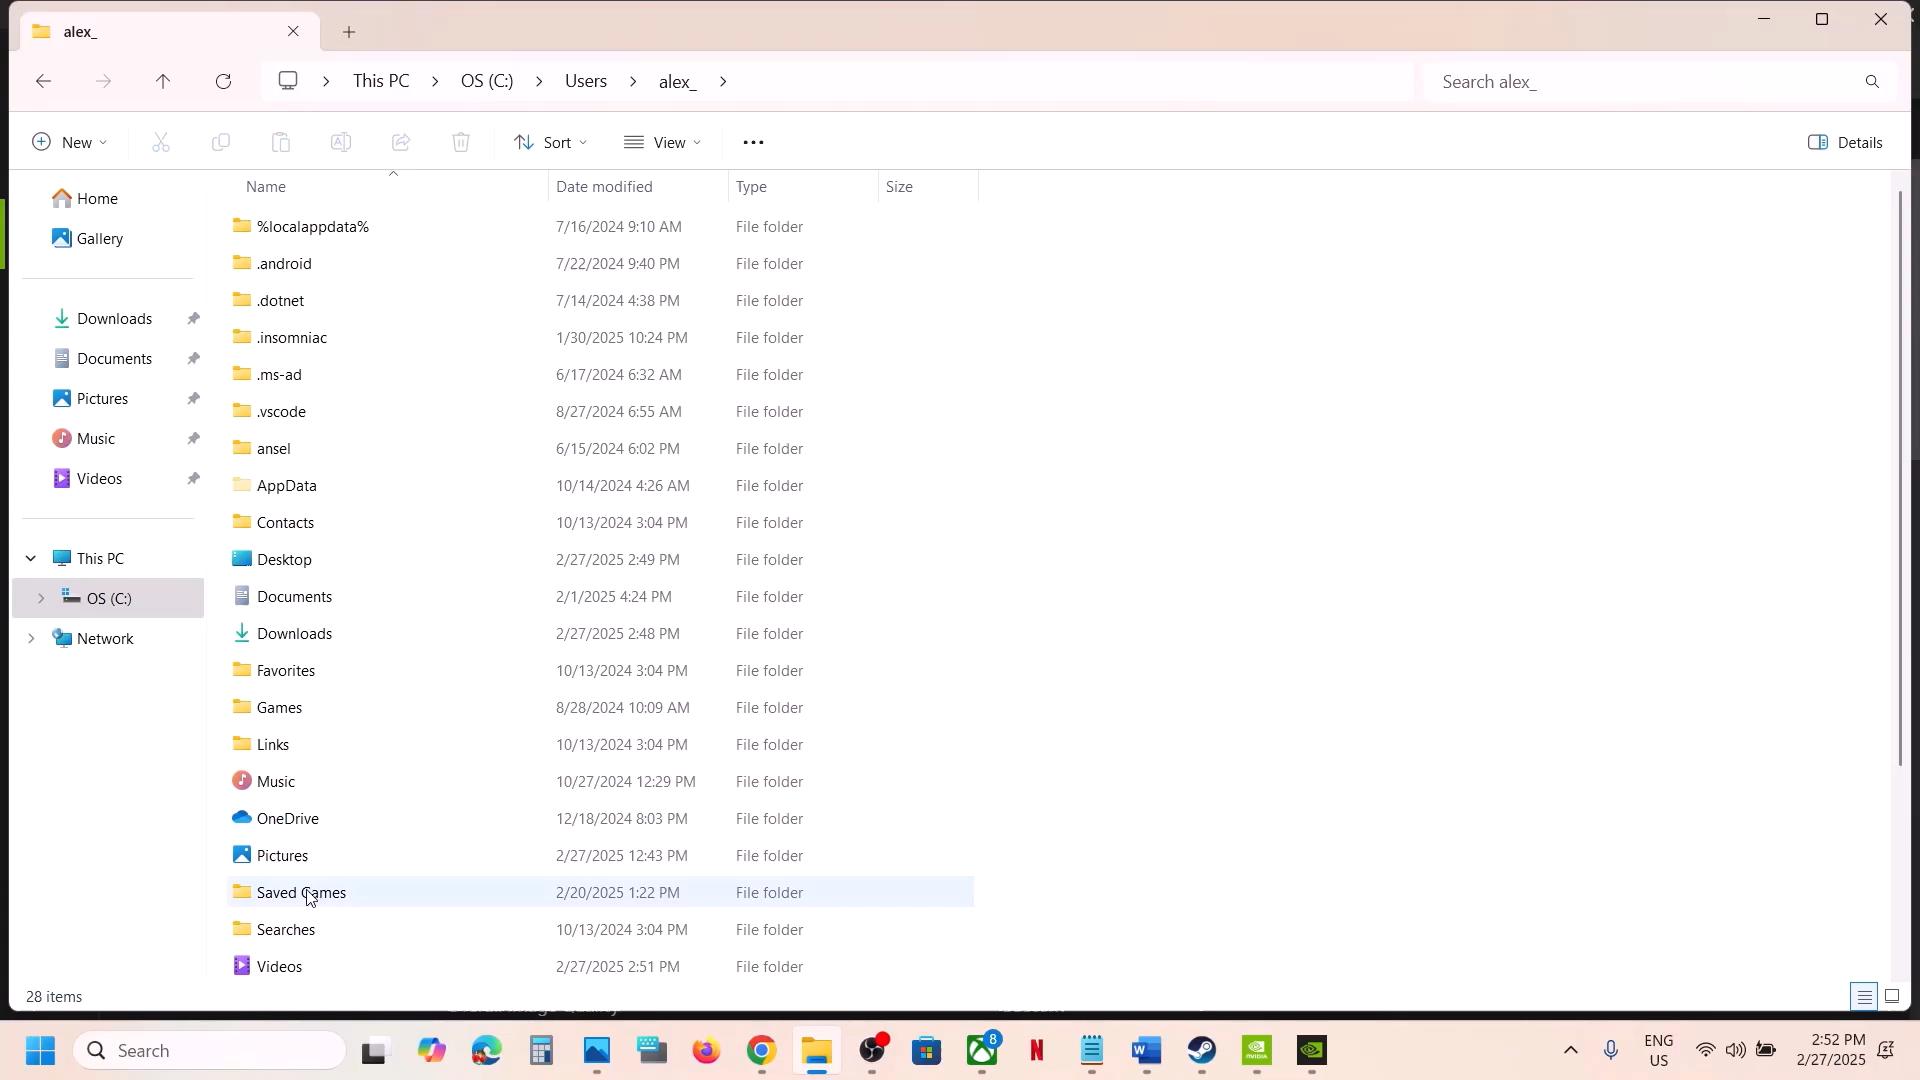 alex_
This PC
OS (C:)
Users
alex_
Search alex_
New
Sort
View
Details
Name
Date modified
Type
Size
Home
Gallery
Downloads
Documents
Pictures
Music
Videos
This PC
OS (C:)
Network
%localappdata% 7/16/2024 9:10 AM File folder
.android 7/22/2024 9:40 PM File folder
.dotnet 7/14/2024 4:38 PM File folder
.insomniac 1/30/2025 10:24 PM File folder
.ms-ad 6/17/2024 6:32 AM File folder
.vscode 8/27/2024 6:55 AM File folder
ansel 6/15/2024 6:02 PM File folder
AppData 10/14/2024 4:26 AM File folder
Contacts 10/13/2024 3:04 PM File folder
Desktop 2/27/2025 2:49 PM File folder
Documents 2/1/2025 4:24 PM File folder
Downloads 2/27/2025 2:48 PM File folder
Favorites 10/13/2024 3:04 PM File folder
Games 8/28/2024 10:09 AM File folder
Links 10/13/2024 3:04 PM File folder
Music 10/27/2024 12:29 PM File folder
OneDrive 12/18/2024 8:03 PM File folder
Pictures 2/27/2025 12:43 PM File folder
Saved Games 2/20/2025 1:22 PM File folder
Searches 10/13/2024 3:04 PM File folder
Videos 2/27/2025 2:51 PM File folder
28 items
Search
8
ENG
US
2:52 PM
2/27/2025